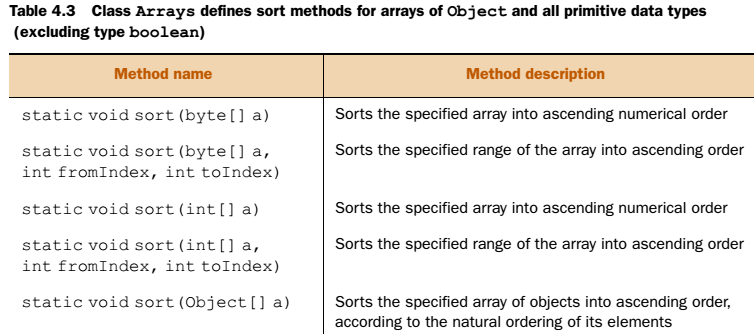 Table 4.3 Class Arrays defines sort methods for arrays of Object and all primitive data types
(excluding type boolean)
Method name Method description
static void sort(byte[] a) Sorts the specified array into ascending numerical order
static void sort(byte[] a, Sorts the specified range of the array into ascending order
int fromIndex, int toIndex)
static void sort(int[] a) Sorts the specified array into ascending numerical order
static void sort(int[] a, Sorts the specified range of the array into ascending order
int fromIndex, int toIndex)
static void sort(Object[] a) Sorts the specified array of objects into ascending order,
according to the natural ordering of its elements